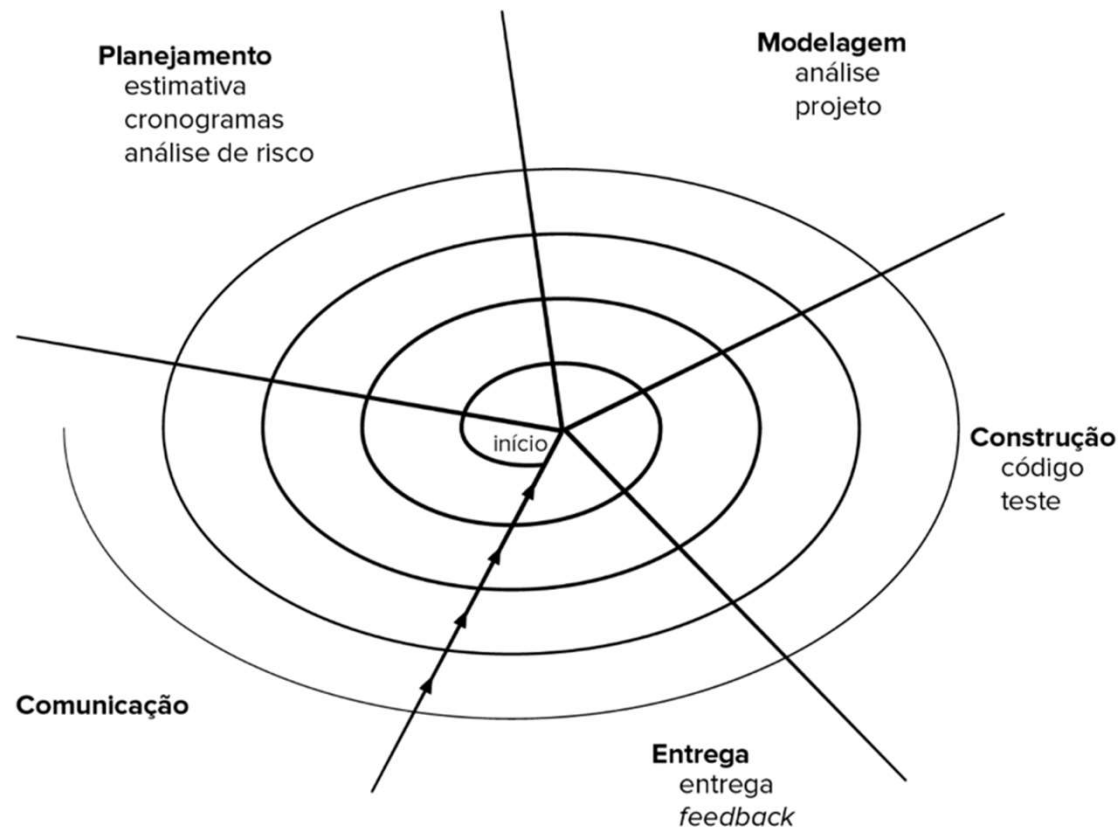 Planejamento
estimativa
cronogramas
análise de risco
Modelagem
análise
projeto
início
Construção
código
teste
Comunicação
Entrega
entrega
feedback